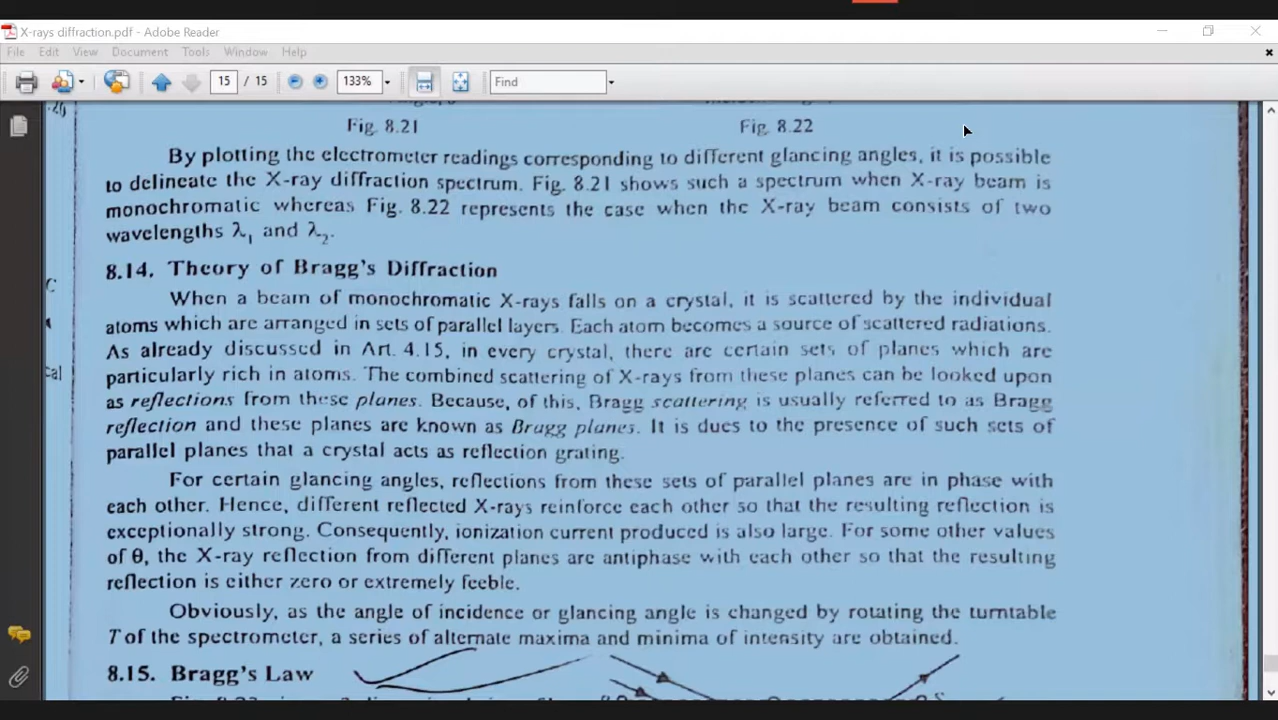 X-rays diffraction.pdf - Adobe Reader
File Edit View Document Tools Window Help
15 / 15 133% Find
Fig. 8.21 Fig. 8.22
By plotting the electrometer readings corresponding to different glancing angles, it is possible
to delineate the X-ray diffraction spectrum. Fig. 8.21 shows such a spectrum when X-ray beam is
monochromatic whereas Fig. 8.22 represents the case when the X-ray beam consists of two
wavelengths λ₁ and λ₂.
8.14. Theory of Bragg's Diffraction
When a beam of monochromatic X-rays falls on a crystal, it is scattered by the individual
atoms which are arranged in sets of parallel layers. Each atom becomes a source of scattered radiations.
As already discussed in Art. 4.15, in every crystal, there are certain sets of planes which are
particularly rich in atoms. The combined scattering of X-rays from these planes can be looked upon
as reflections from these planes. Because, of this, Bragg scattering is usually referred to as Bragg
reflection and these planes are known as Bragg planes. It is dues to the presence of such sets of
parallel planes that a crystal acts as reflection grating.
For certain glancing angles, reflections from these sets of parallel planes are in phase with
each other. Hence, different reflected X-rays reinforce each other so that the resulting reflection is
exceptionally strong. Consequently, ionization current produced is also large. For some other values
of θ, the X-ray reflection from different planes are antiphase with each other so that the resulting
reflection is either zero or extremely feeble.
Obviously, as the angle of incidence or glancing angle is changed by rotating the turntable
T of the spectrometer, a series of alternate maxima and minima of intensity are obtained.
8.15. Bragg's Law